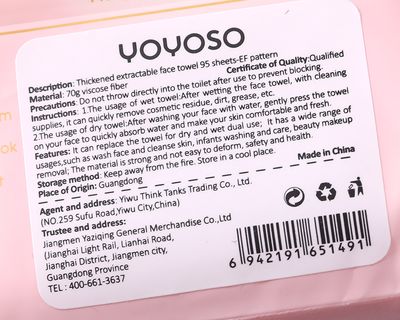 YOYOSO
Description: Thickened extractable face towel 95 sheets-EF pattern
Material: 70g viscose fiber
Certificate of Quality:Qualified
Precautions: Do not throw directly into the toilet after use to prevent blocking.
Instructions: 1.The usage of wet towel:After wetting the face towel, with cleaning
supplies, it can quickly remove cosmetic residue, dirt, grease, etc.
2.The usage of dry towel:After washing your face with water, gently press the towel
on your face to quickly absorb water and make your skin comfortable and fresh.
Features: It can replace the towel for dry and wet dual use; It has a wide range of
usages,such as wash face and cleanse skin, infants washing and care, beauty makeup
removal; The material is strong and not easy to deform, safety and health.
Storage method: Keep away from the fire. Store in a cool place.
Place of Origin: Guangdong
Made in China
Agent and address: Yiwu Think Tanks Trading Co., Ltd.
(NO.259 Sufu Road,Yiwu City,China)
Trustee and address:
Jiangmen Yaziqing General Merchandise Co.,Ltd
(Jianghai Light Rail, Lianhai Road,
Jianghai District, Jiangmen city,
Guangdong Province
TEL : 400-661-3637
6 942191 651491